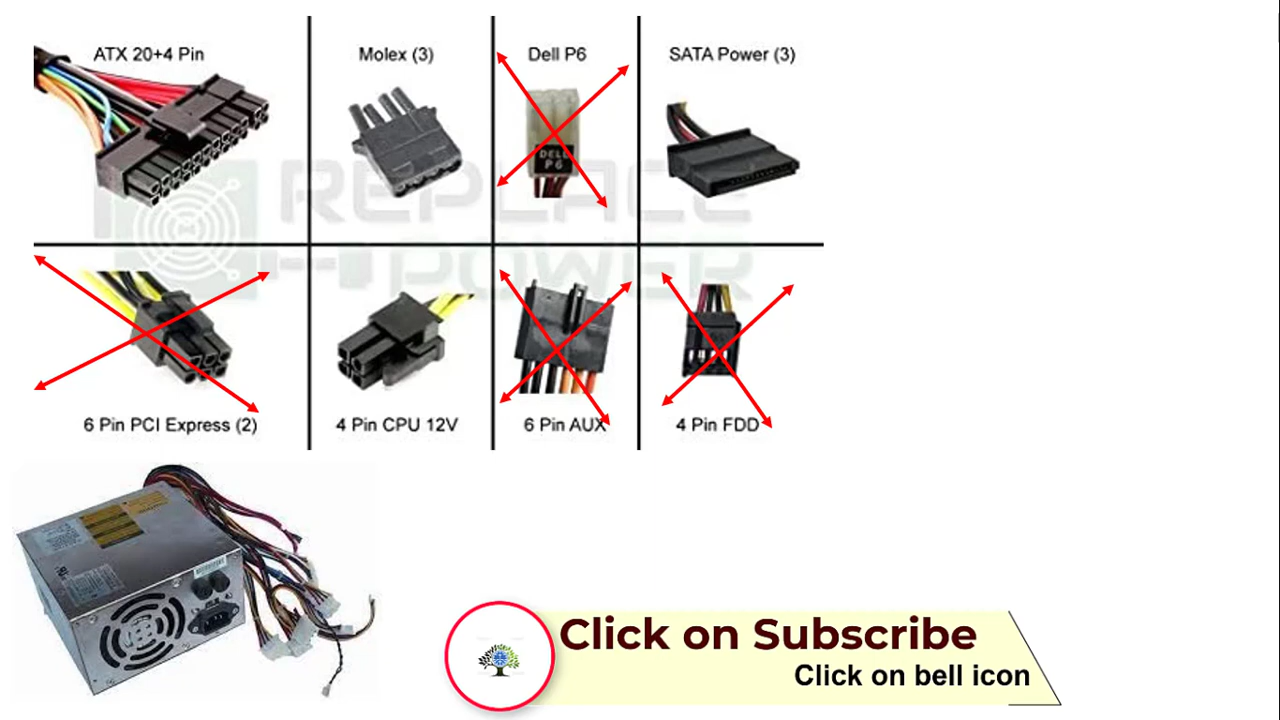 ATX 20+4 Pin
Molex (3)
Dell P6
SATA Power (3)
DELL
P6
REPLACE
POWER
6 Pin PCI Express (2)
4 Pin CPU 12V
6 Pin AUX
4 Pin FDD
Click on Subscribe
Click on bell icon